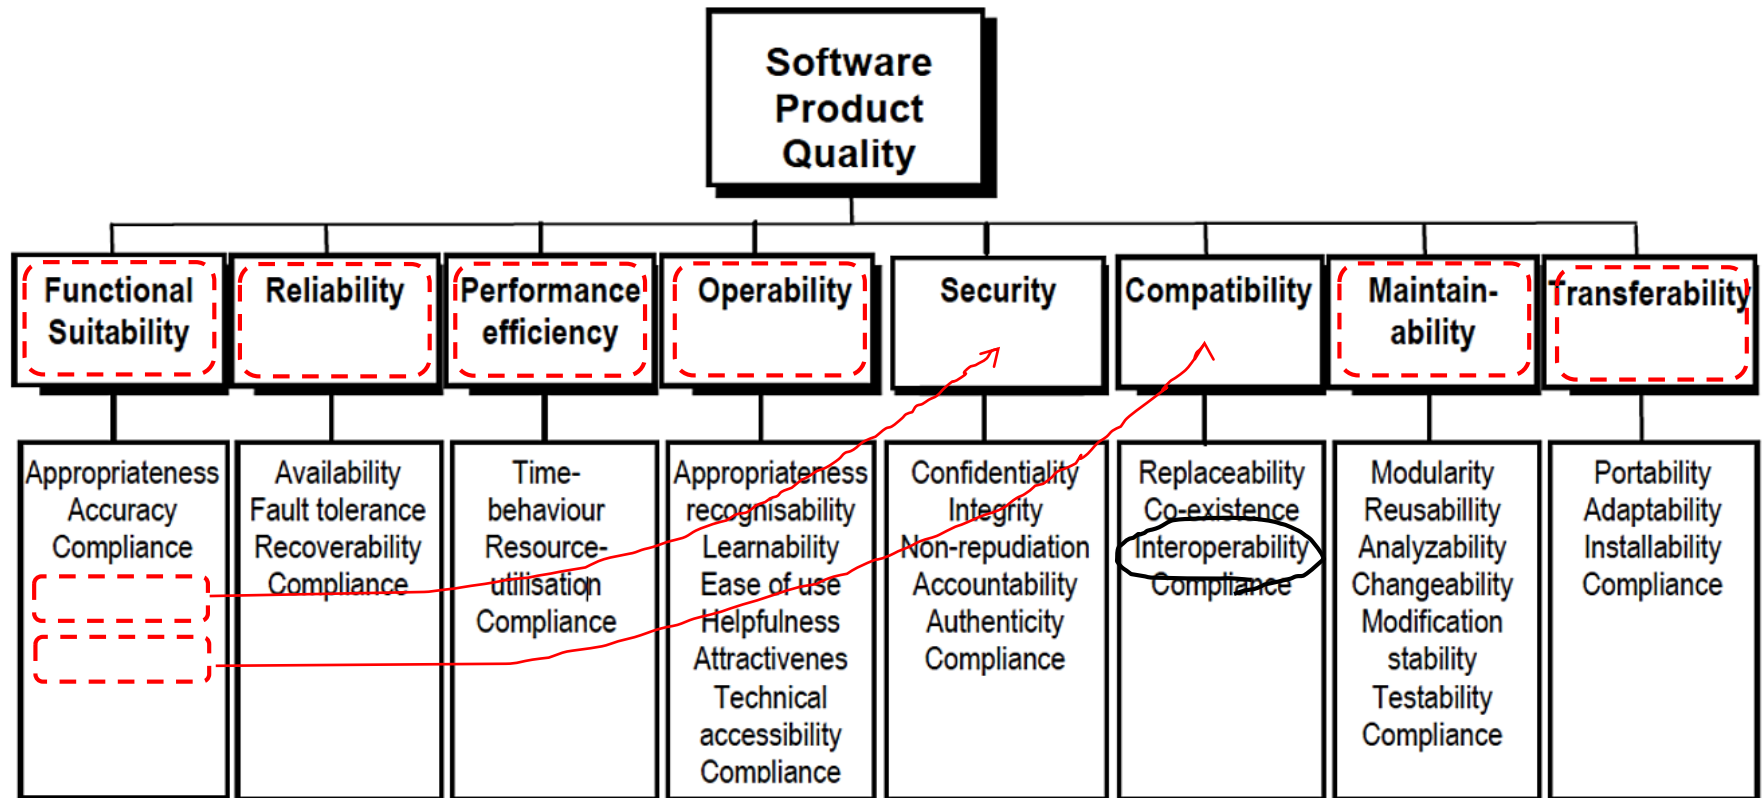 Software
Product
Quality
Functional
Suitability
Reliability
Performance
efficiency
Operability
Security
Compatibility
Maintain-
ability
Transferability
Appropriateness
Accuracy
Compliance
Availability
Fault tolerance
Recoverability
Compliance
Time-
behaviour
Resource-
utilisation
Compliance
Appropriateness
recognisability
Learnability
Ease of use
Helpfulness
Attractivenes
Technical
accessibility
Compliance
Confidentiality
Integrity
Non-repudiation
Accountability
Authenticity
Compliance
Replaceability
Co-existence
Interoperability
Compliance
Modularity
Reusabillity
Analyzability
Changeability
Modification
stability
Testability
Compliance
Portability
Adaptability
Installability
Compliance